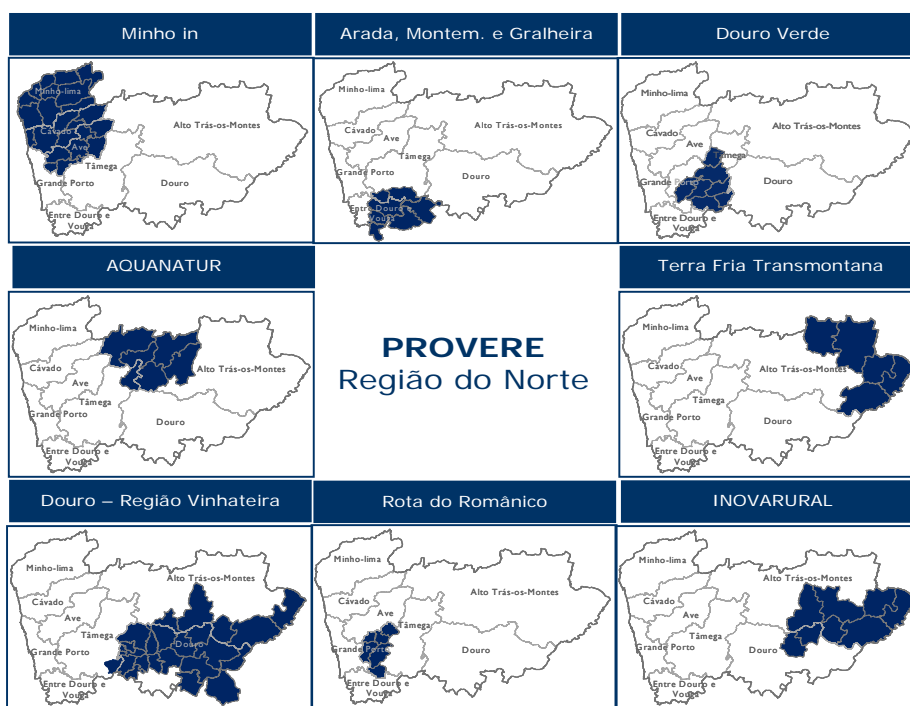 Minho in
Arada, Montem. e Gralheira
Douro Verde
Minho-lima
Cávado
Ave
Alto Trás-os-Montes
Tâmega
Grande Porto
Douro
Entre Douro e
Vouga
Minho-lima
Cávado
Ave
Alto Trás-os-Montes
Tâmega
Grande Porto
Douro
Entre Douro e
Vouga
Minho-lima
Cávado
Ave
Alto Trás-os-Montes
Tâmega
Grande Porto
Douro
Entre Douro e
Vouga
AQUANATUR
Terra Fria Transmontana
Minho-lima
Cávado
Ave
Alto Trás-os-Montes
Tâmega
Grande Porto
Douro
Entre Douro e
Vouga
PROVERE
Região do Norte
Minho-lima
Cávado
Ave
Alto Trás-os-Montes
Tâmega
Grande Porto
Douro
Entre Douro e
Vouga
Douro – Região Vinhateira
Rota do Românico
INOVARURAL
Minho-lima
Cávado
Ave
Alto Trás-os-Montes
Tâmega
Grande Porto
Douro
Entre Douro e
Vouga
Minho-lima
Cávado
Ave
Alto Trás-os-Montes
Tâmega
Grande Porto
Douro
Entre Douro e
Vouga
Minho-lima
Cávado
Ave
Alto Trás-os-Montes
Tâmega
Grande Porto
Douro
Entre Douro e
Vouga